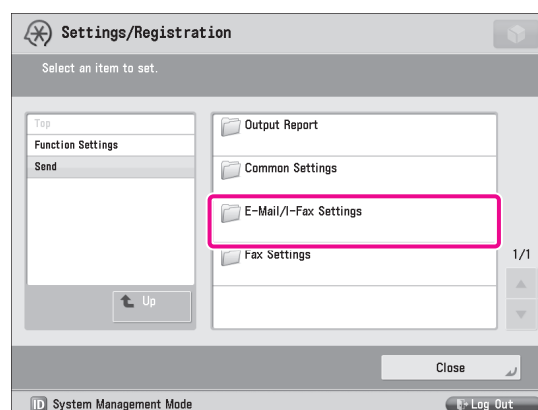 Settings/Registration
Select an item to set.
Top
Function Settings
Send
Up
Output Report
Common Settings
E-Mail/I-Fax Settings
Fax Settings
1/1
Close
ID System Management Mode
Log Out